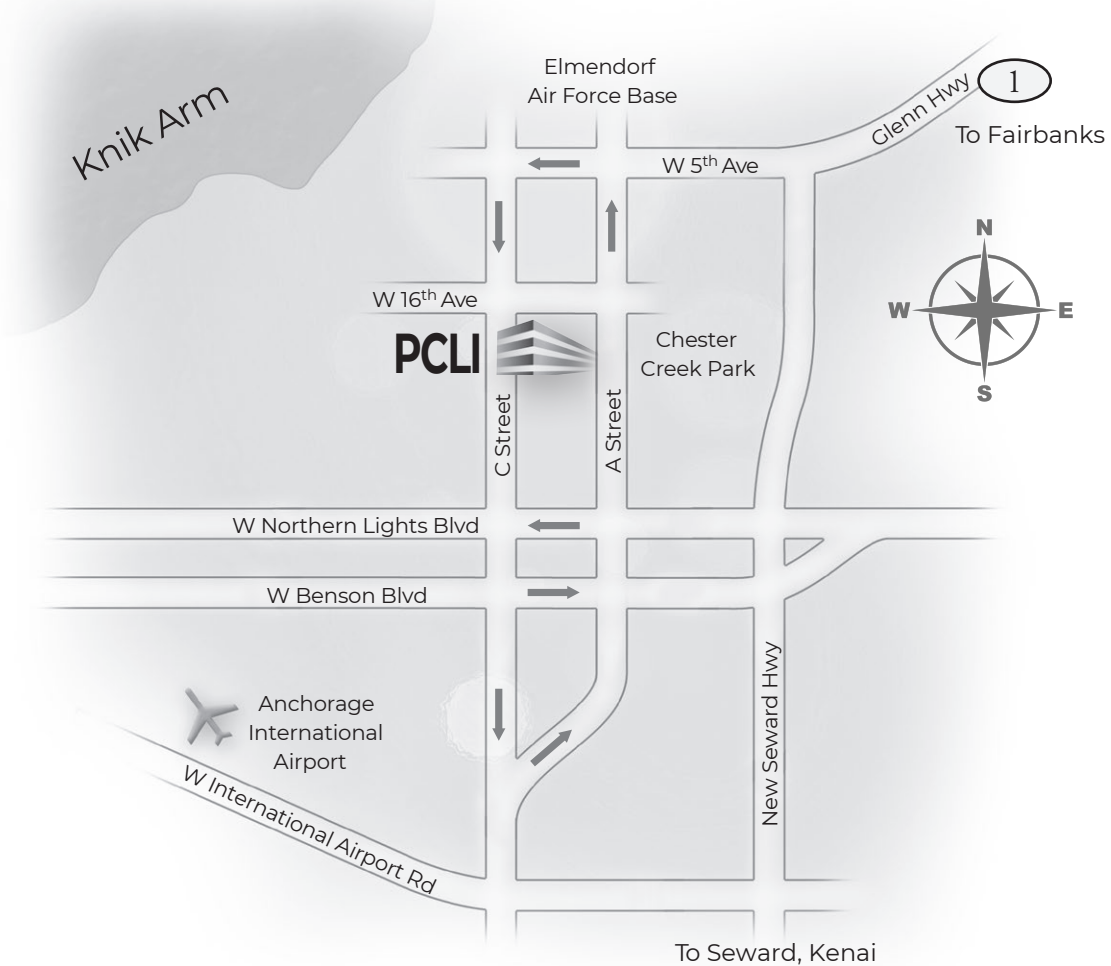 Elmendorf
Air Force Base
1
Glenn Hwy
Knik Arm
To Fairbanks
W 5th Ave
N
W
E
S
W 16th Ave
PCLI
Chester
Creek Park
C Street
A Street
W Northern Lights Blvd
W Benson Blvd
Anchorage
International
Airport
New Seward Hwy
W International Airport Rd
To Seward, Kenai